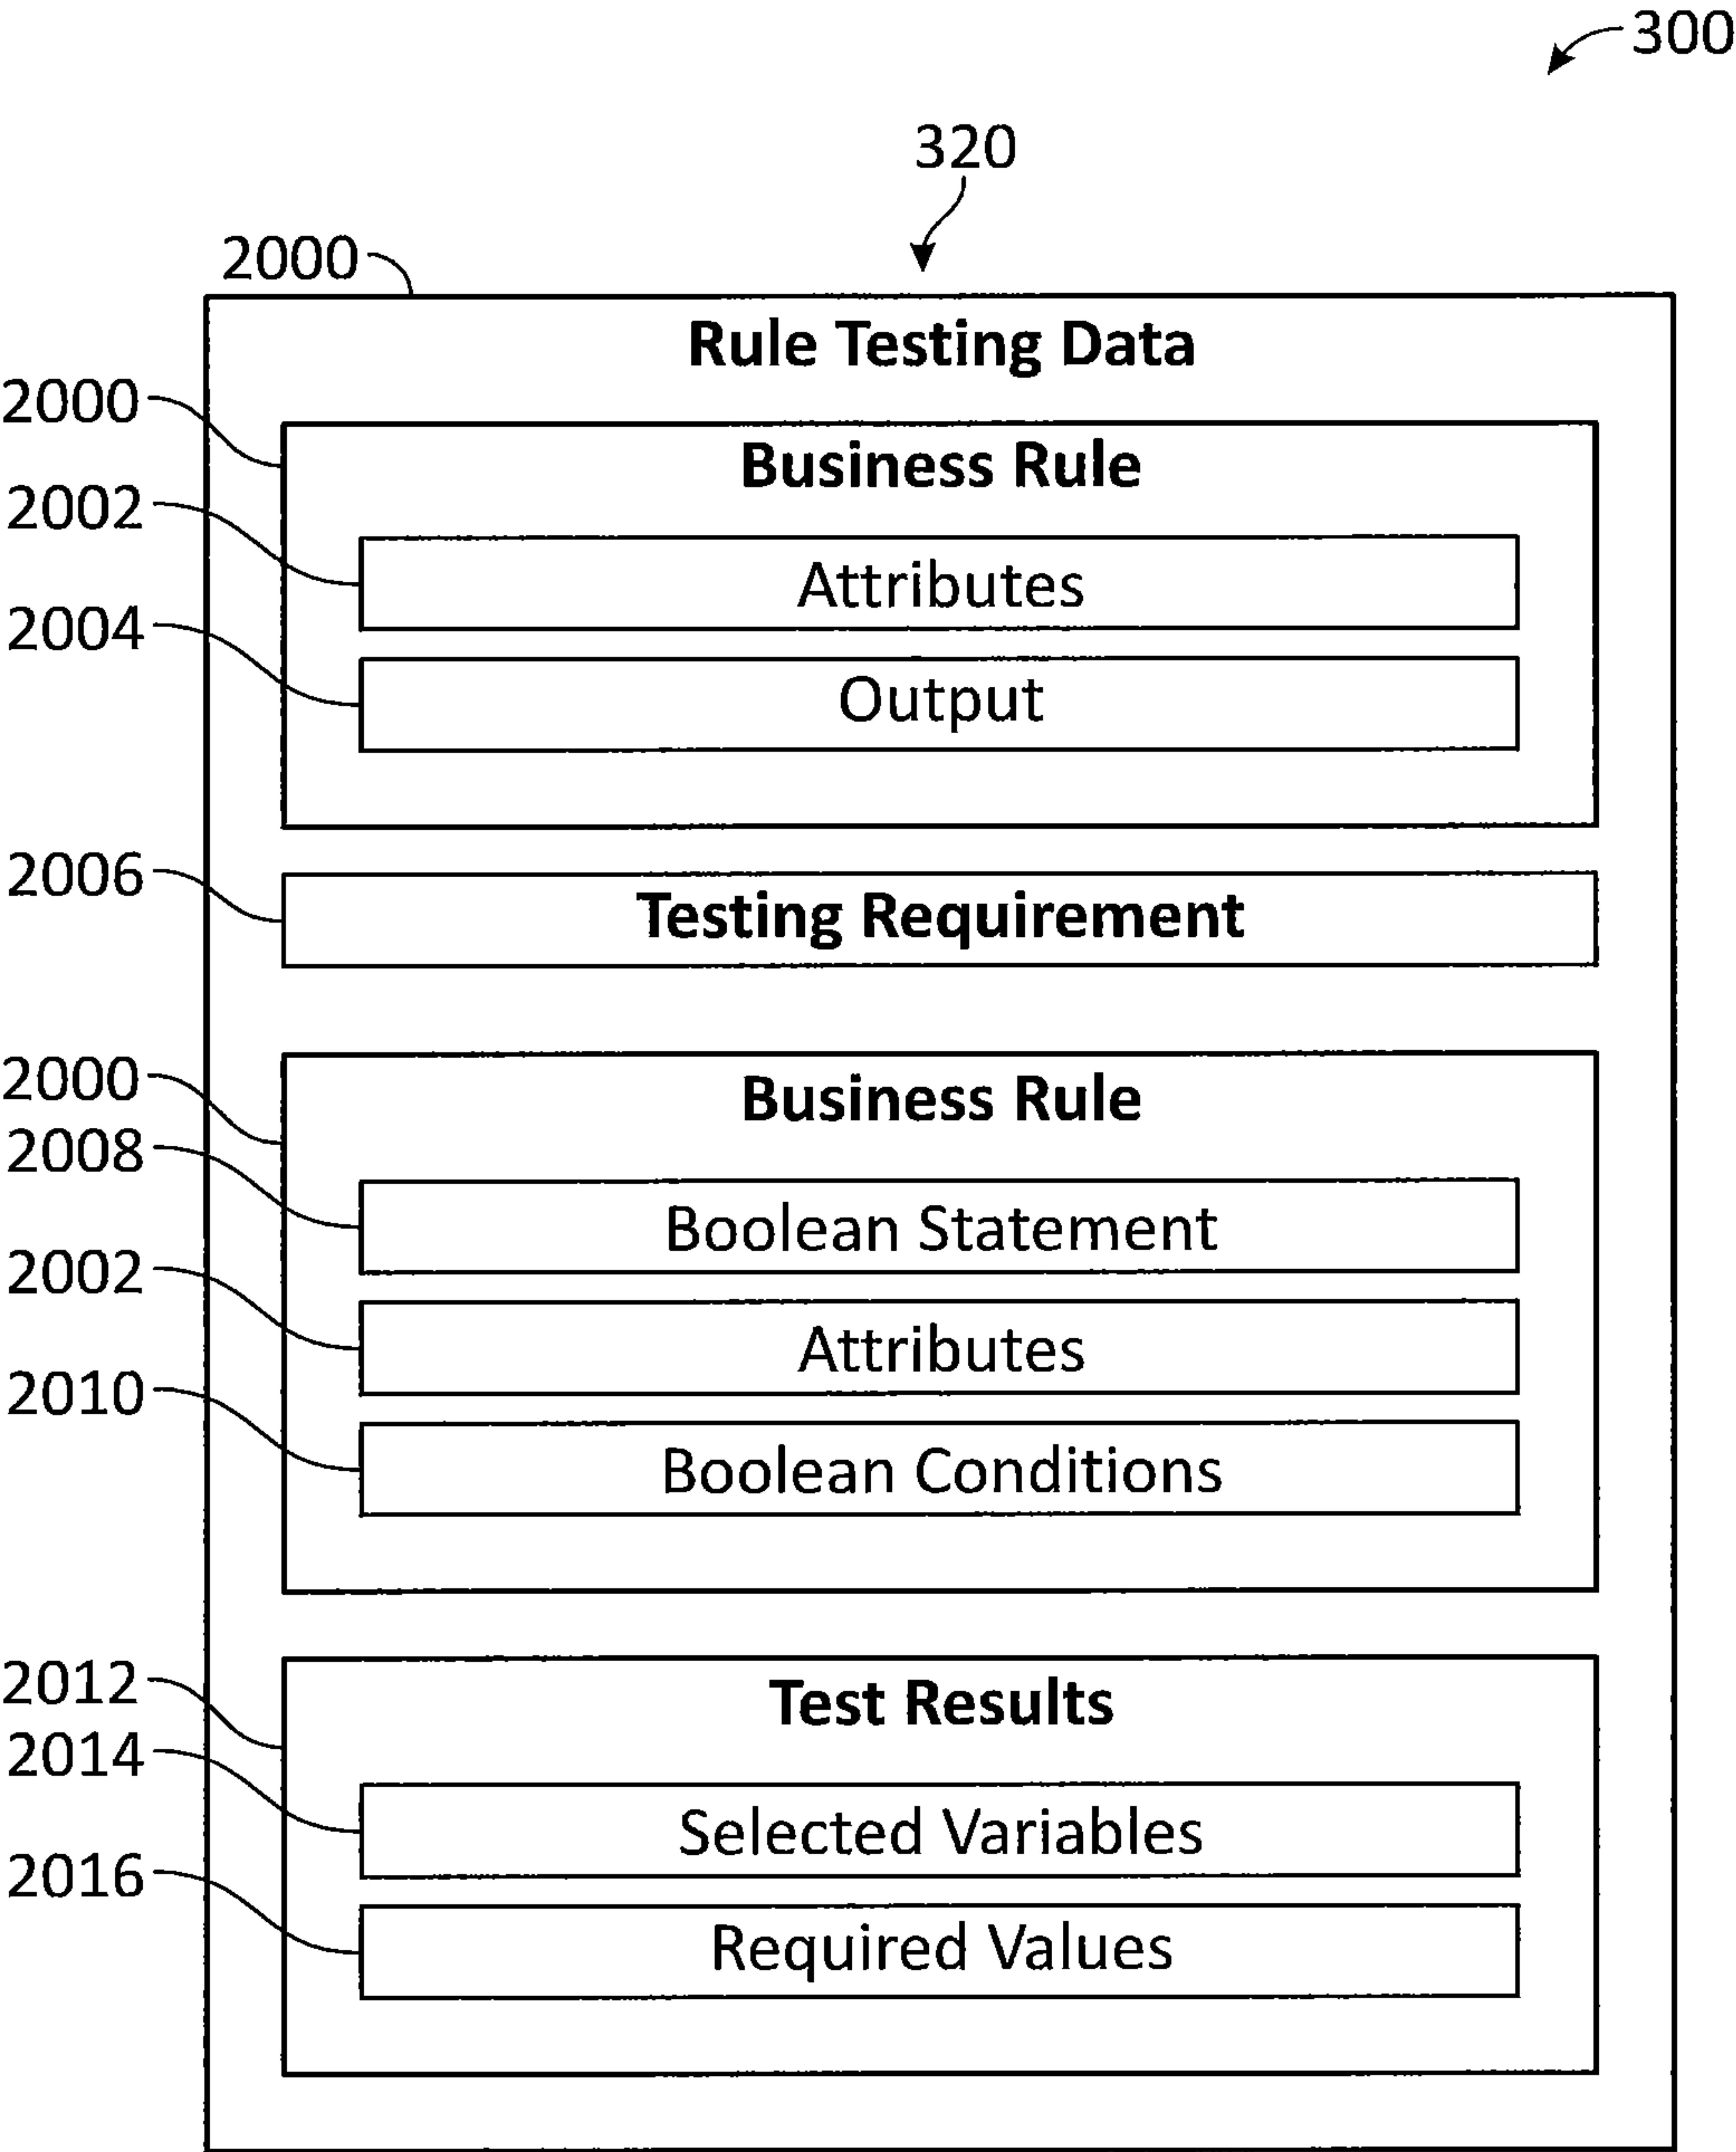 300
320
2000
Rule Testing Data
2000
Business Rule
2002
Attributes
2004
Output
2006
Testing Requirement
2000
Business Rule
2008
Boolean Statement
2002
Attributes
2010
Boolean Conditions
2012
Test Results
2014
Selected Variables
2016
Required Values